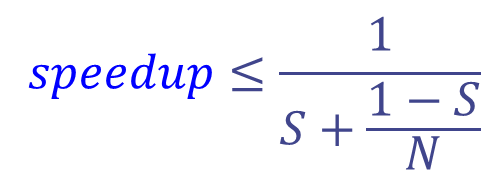 speedup ≤ 1 / (S + (1 − S) / N)